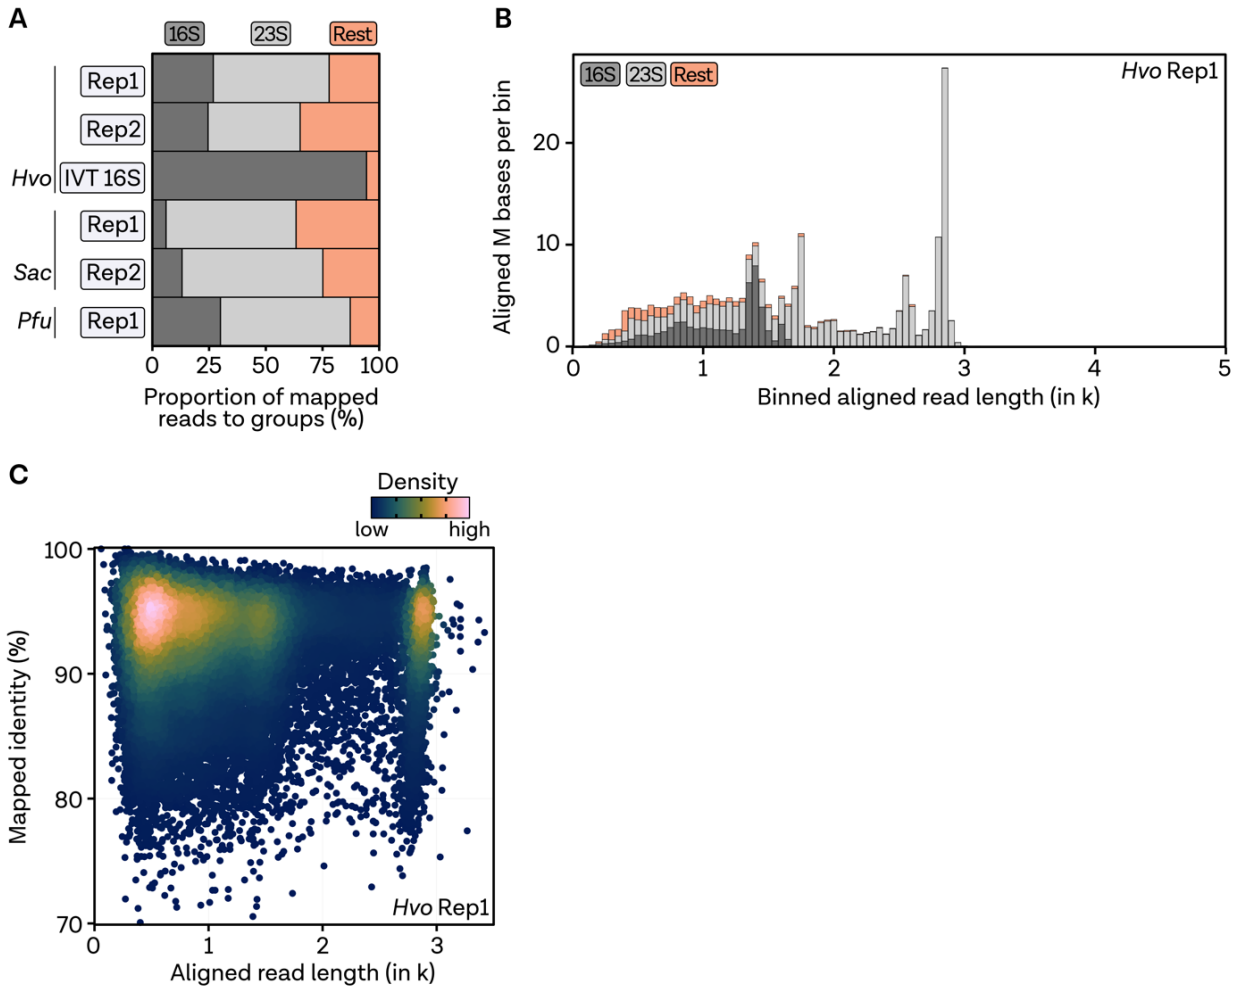 A
16S 23S Rest
Rep1
Rep2
Hvo IVT 16S
Rep1
Sac Rep2
Pfu Rep1
0 25 50 75 100
Proportion of mapped
reads to groups (%)
B
16S 23S Rest
Hvo Rep1
Aligned M bases per bin
20
10
0
0 1 2 3 4 5
Binned aligned read length (in k)
C
Density
low high
Mapped identity (%)
100
90
80
70
Hvo Rep1
0 1 2 3
Aligned read length (in k)